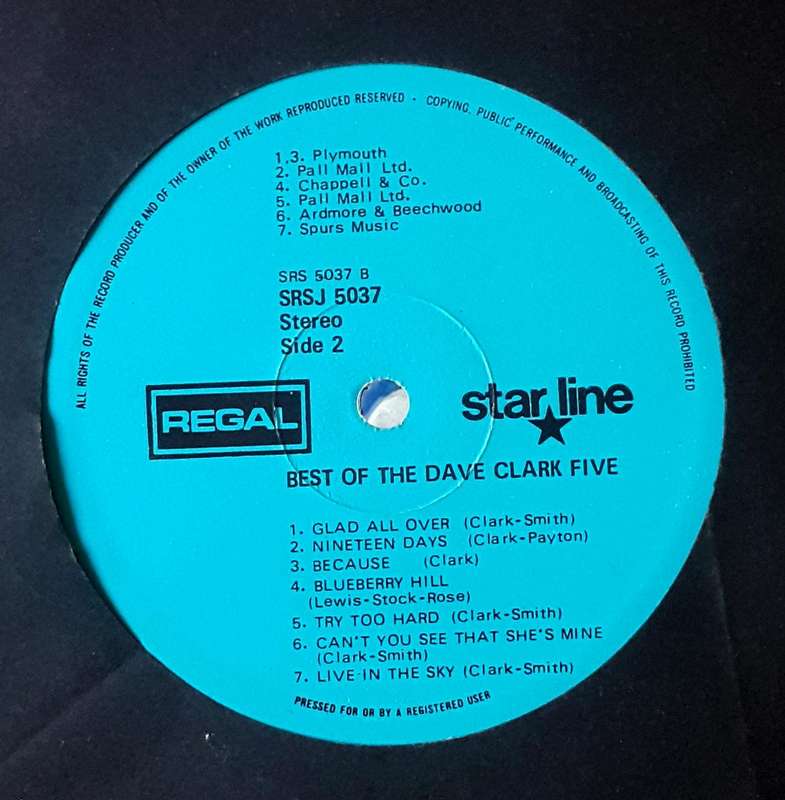 ALL RIGHTS OF THE RECORD PRODUCER AND OF THE OWNER OF THE WORK REPRODUCED RESERVED · COPYING, PUBLIC PERFORMANCE AND BROADCASTING OF THIS RECORD PROHIBITED
1.3. Plymouth
2. Pall Mall Ltd.
4. Chappell & Co.
5. Pall Mall Ltd.
6. Ardmore & Beechwood
7. Spurs Music
SRS 5037 B
SRSJ 5037
Stereo
Side 2
REGAL
star line
BEST OF THE DAVE CLARK FIVE
1. GLAD ALL OVER (Clark-Smith)
2. NINETEEN DAYS (Clark-Payton)
3. BECAUSE (Clark)
4. BLUEBERRY HILL
(Lewis-Stock-Rose)
5. TRY TOO HARD (Clark-Smith)
6. CAN'T YOU SEE THAT SHE'S MINE
(Clark-Smith)
7. LIVE IN THE SKY (Clark-Smith)
PRESSED FOR OR BY A REGISTERED USER